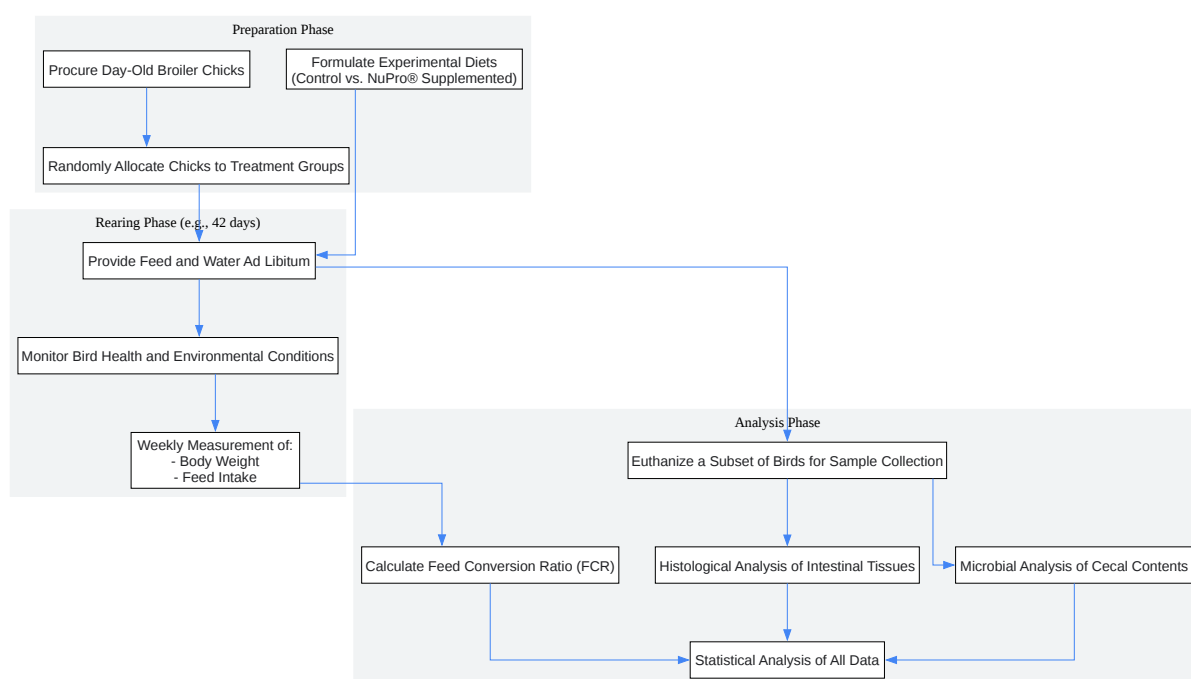 Preparation Phase
Procure Day-Old Broiler Chicks
Formulate Experimental Diets
(Control vs. NuPro® Supplemented)
Randomly Allocate Chicks to Treatment Groups
Rearing Phase (e.g., 42 days)
Provide Feed and Water Ad Libitum
Monitor Bird Health and Environmental Conditions
Weekly Measurement of:
- Body Weight
- Feed Intake
Analysis Phase
Euthanize a Subset of Birds for Sample Collection
Calculate Feed Conversion Ratio (FCR)
Histological Analysis of Intestinal Tissues
Microbial Analysis of Cecal Contents
Statistical Analysis of All Data